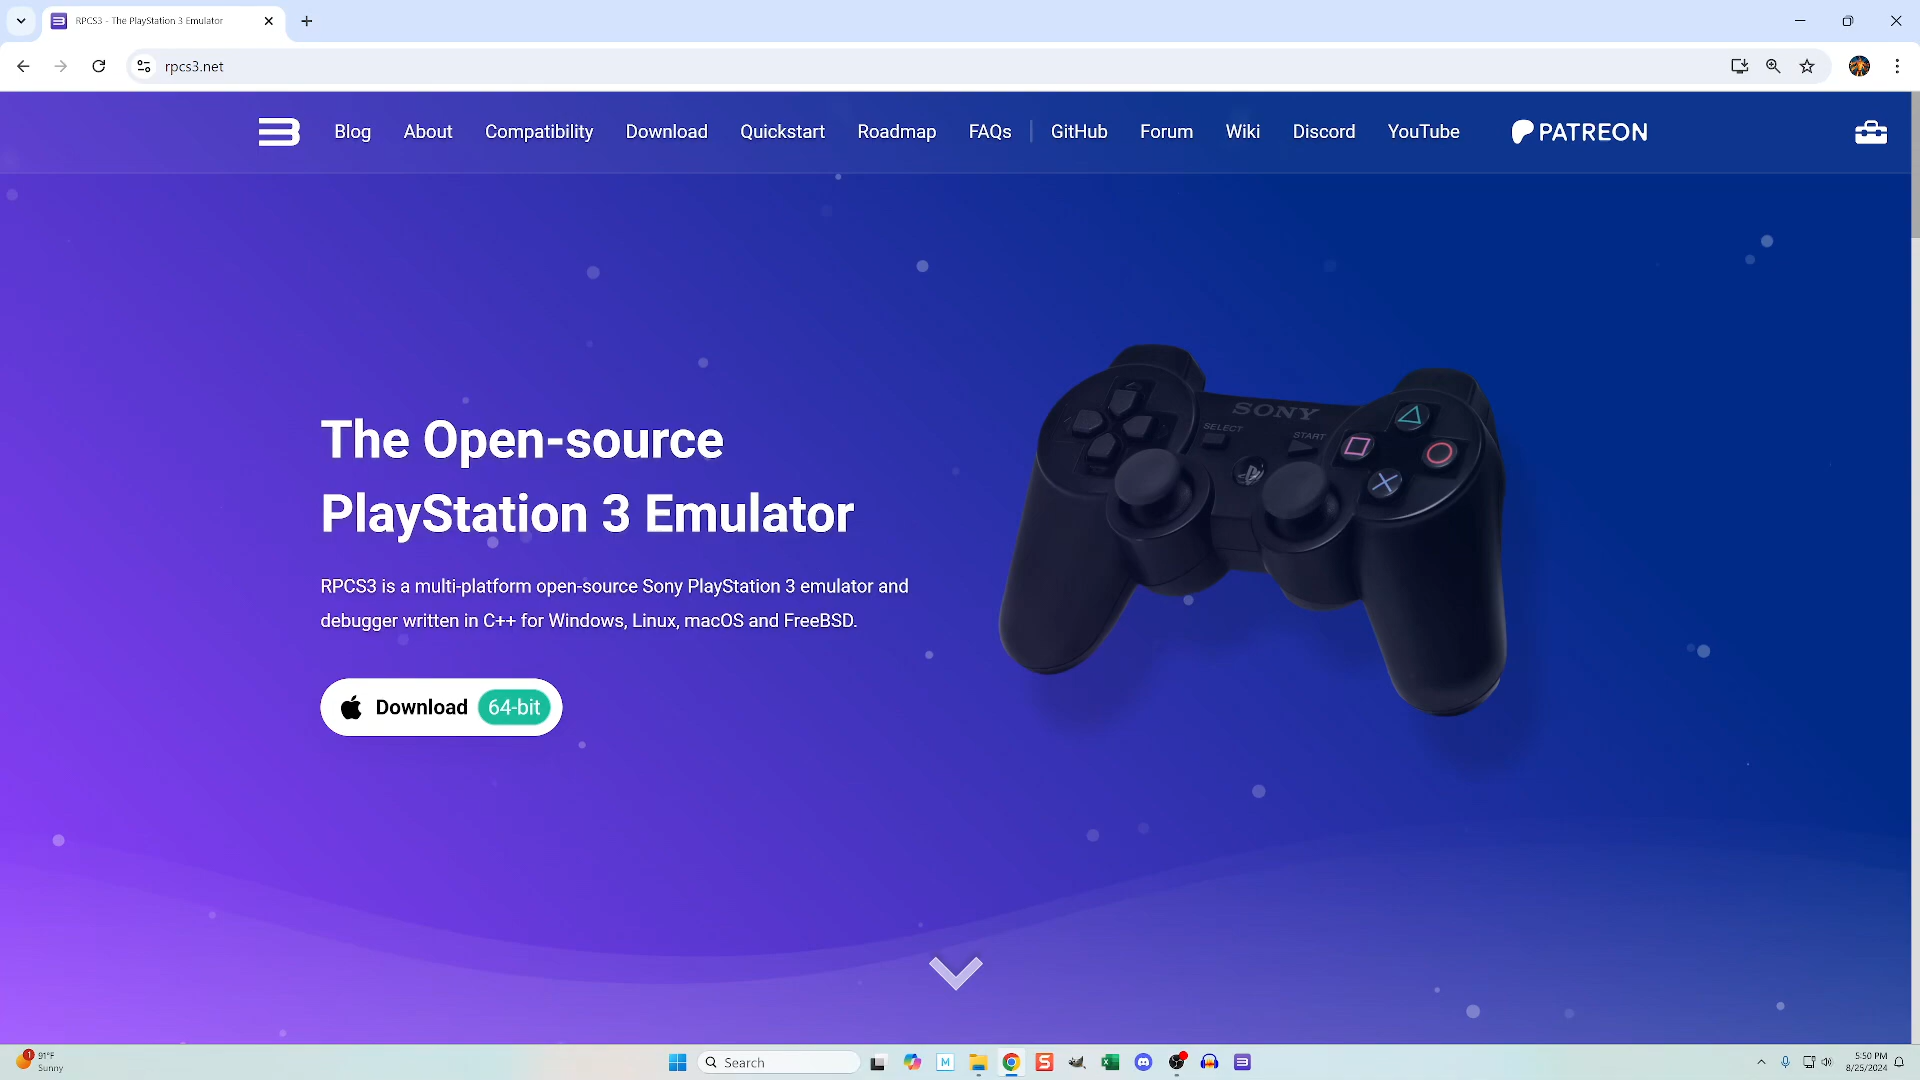 RPCS3 - The PlayStation 3 Emulator
rpcs3.net
Blog About Compatibility Download Quickstart Roadmap FAQs GitHub Forum Wiki Discord YouTube PATREON
SONY
SELECT START
The Open-source
PlayStation 3 Emulator
RPCS3 is a multi-platform open-source Sony PlayStation 3 emulator and
debugger written in C++ for Windows, Linux, macOS and FreeBSD.
Download 64-bit
1 91°F
Sunny
Search
M
S
5:50 PM
8/25/2024